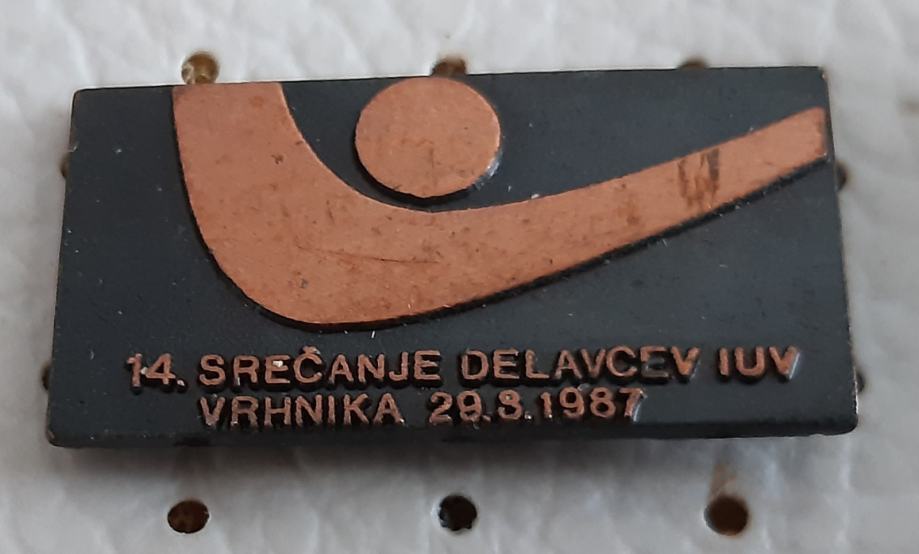 14. SREČANJE DELAVCEV IUV
VRHNIKA 29.8.1987